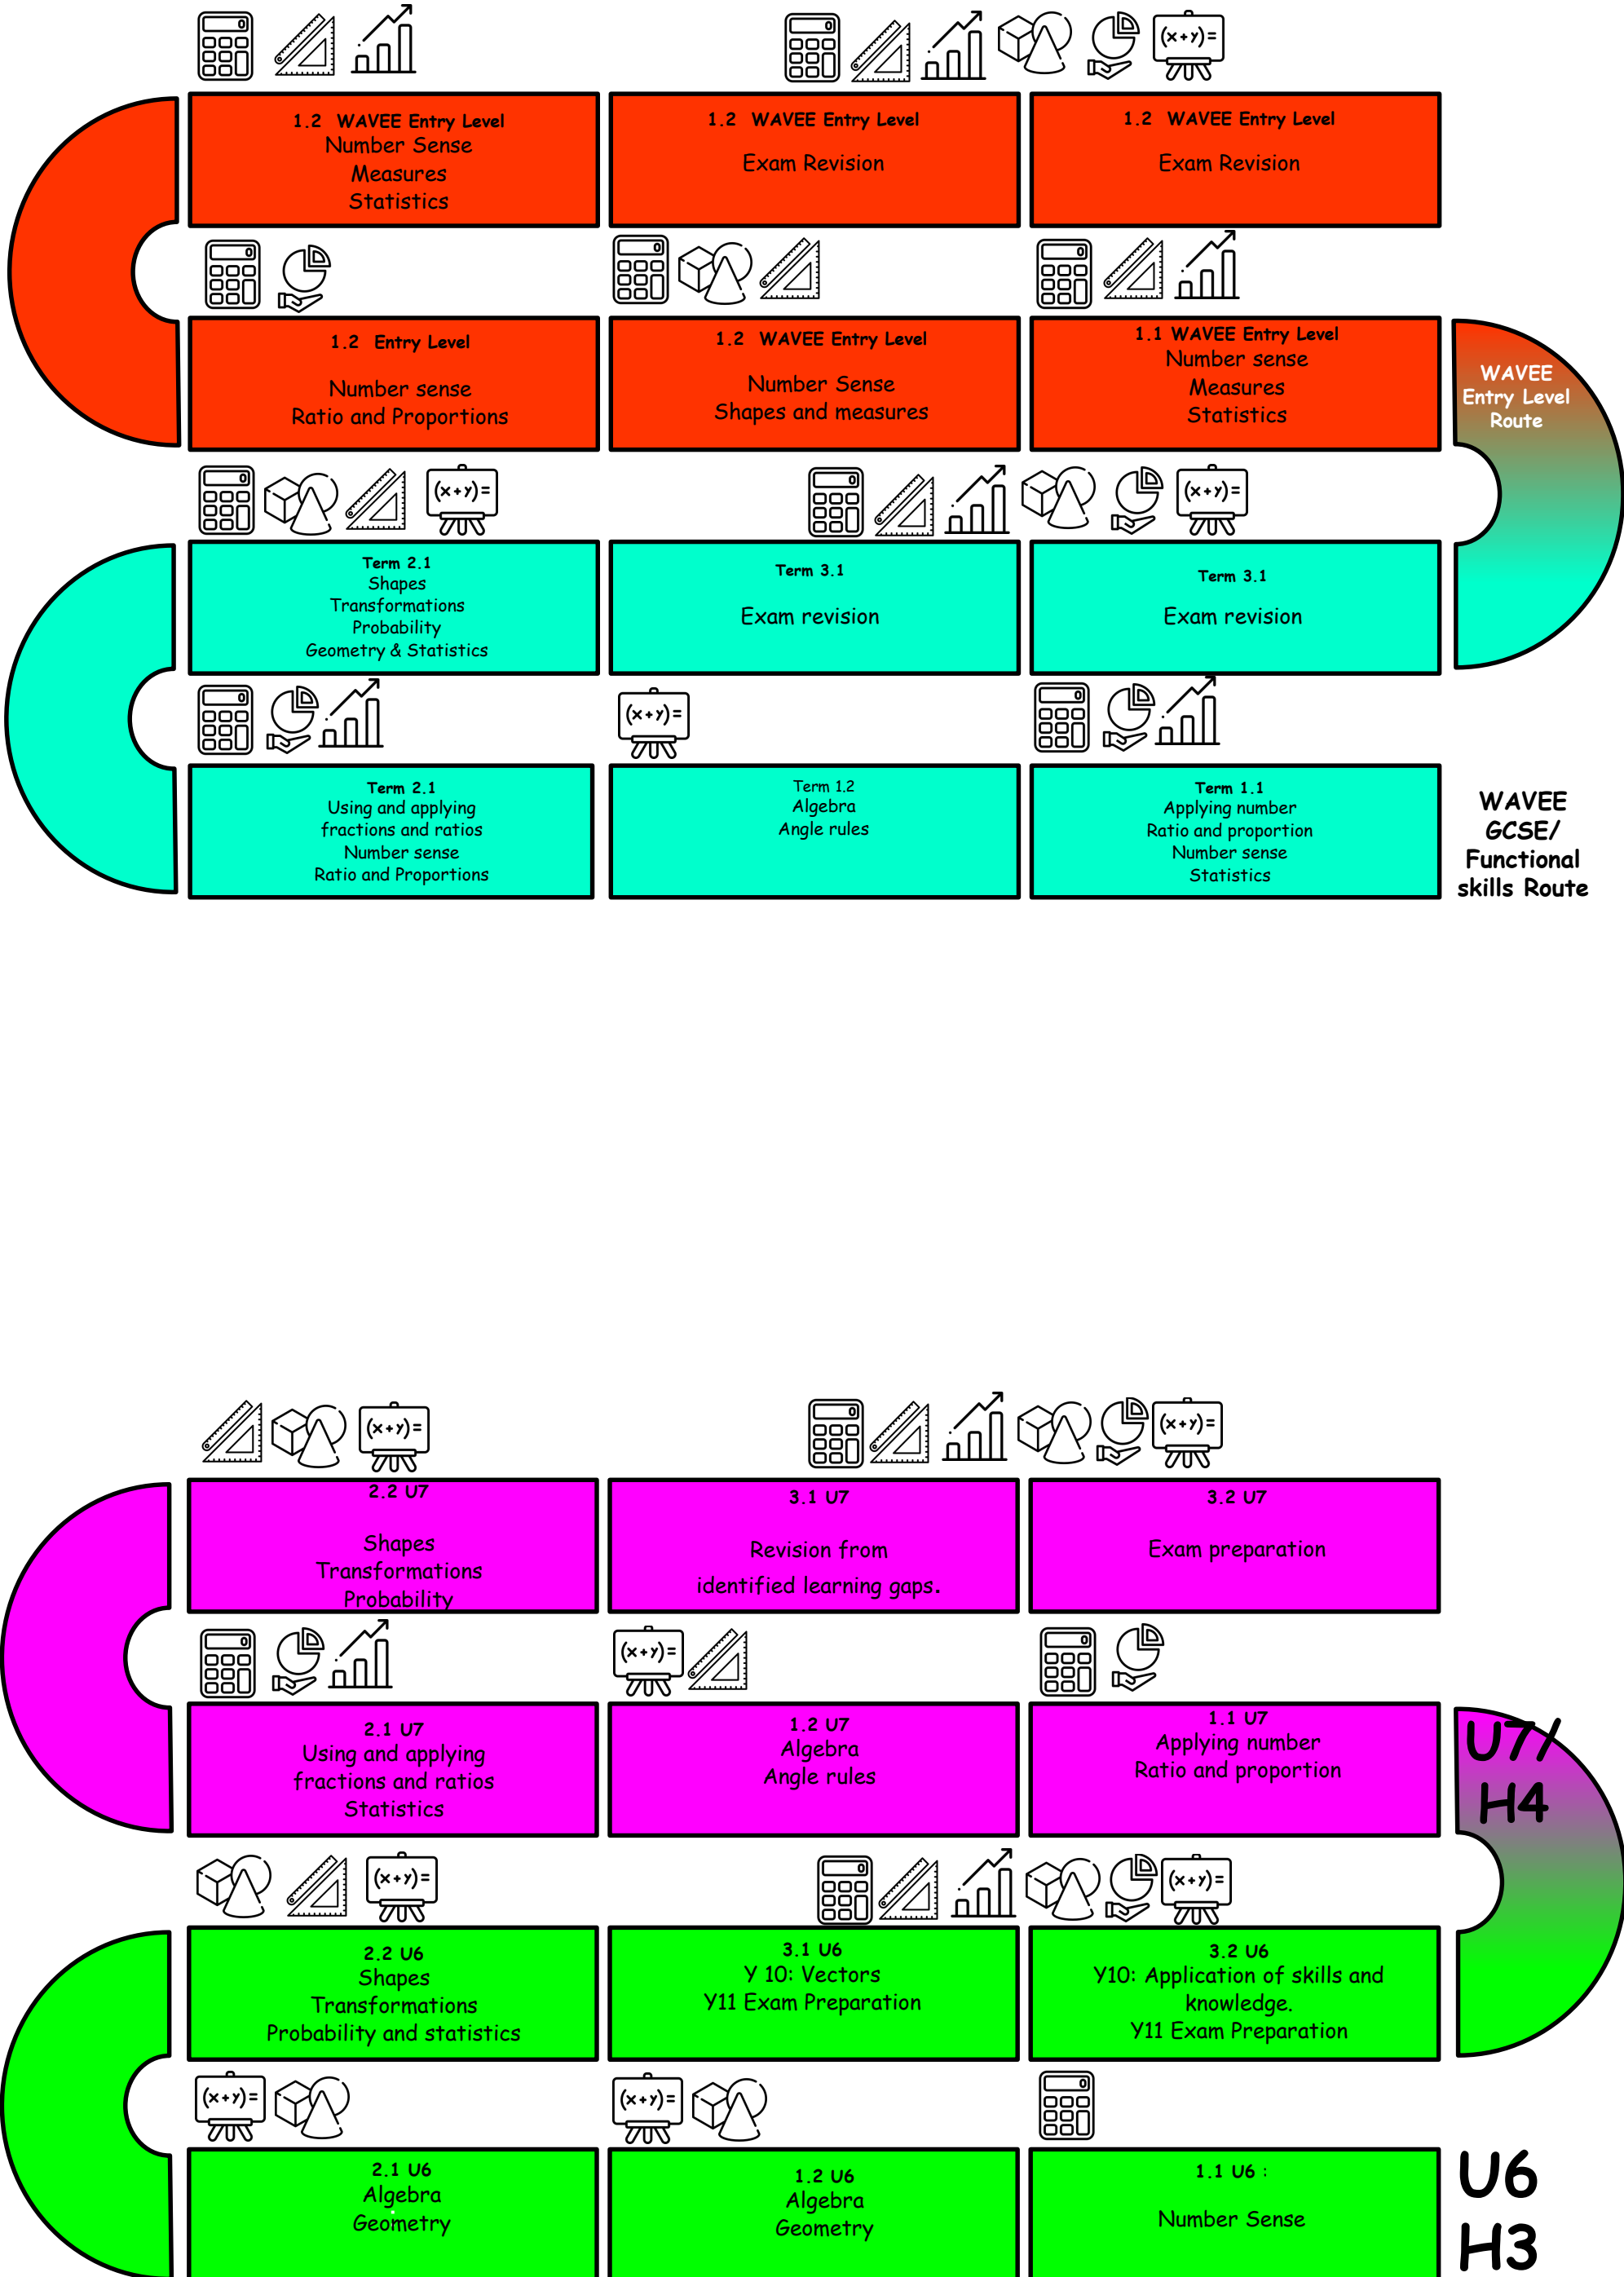 1.2 WAVEE Entry Level
Number Sense
Measures
Statistics
1.2 WAVEE Entry Level
Exam Revision
1.2 WAVEE Entry Level
Exam Revision
1.2 Entry Level
Number sense
Ratio and Proportions
1.2 WAVEE Entry Level
Number Sense
Shapes and measures
1.1 WAVEE Entry Level
Number sense
Measures
Statistics
WAVEE
Entry Level
Route
Term 2.1
Shapes
Transformations
Probability
Geometry & Statistics
Term 3.1
Exam revision
Term 3.1
Exam revision
Term 2.1
Using and applying
fractions and ratios
Number sense
Ratio and Proportions
Term 1.2
Algebra
Angle rules
Term 1.1
Applying number
Ratio and proportion
Number sense
Statistics
WAVEE
GCSE/
Functional
skills Route
2.2 U7
Shapes
Transformations
Probability
3.1 U7
Revision from
identified learning gaps.
3.2 U7
Exam preparation
2.1 U7
Using and applying
fractions and ratios
Statistics
1.2 U7
Algebra
Angle rules
1.1 U7
Applying number
Ratio and proportion
U7/
H4
2.2 U6
Shapes
Transformations
Probability and statistics
3.1 U6
Y 10: Vectors
Y11 Exam Preparation
3.2 U6
Y10: Application of skills and
knowledge.
Y11 Exam Preparation
2.1 U6
Algebra
Geometry
1.2 U6
Algebra
Geometry
1.1 U6 :
Number Sense
U6
H3